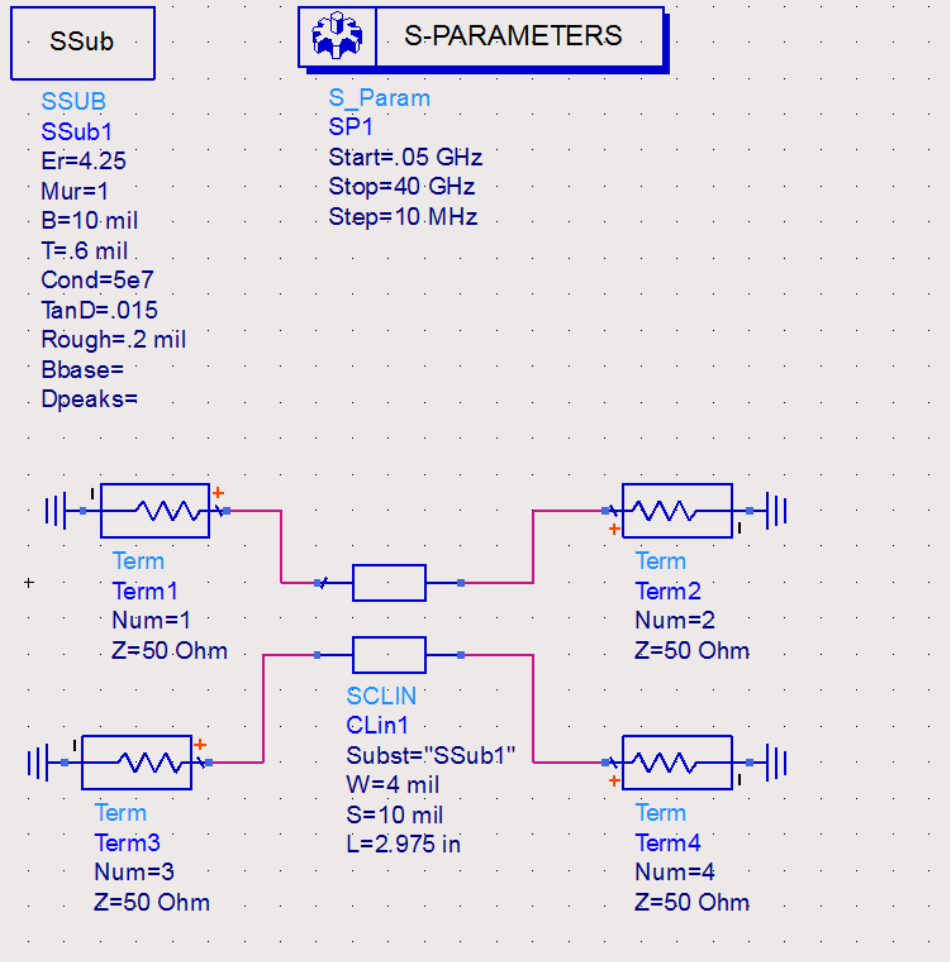 SSub
S-PARAMETERS
SSUB
SSub1
Er=4.25
Mur=1
B=10 mil
T=.6 mil
Cond=5e7
TanD=.015
Rough=.2 mil
Bbase=
Dpeaks=
S_Param
SP1
Start=.05 GHz
Stop=40 GHz
Step=10 MHz
Term
Term1
Num=1
Z=50 Ohm
Term
Term2
Num=2
Z=50 Ohm
SCLIN
CLin1
Subst="SSub1"
W=4 mil
S=10 mil
L=2.975 in
Term
Term3
Num=3
Z=50 Ohm
Term
Term4
Num=4
Z=50 Ohm